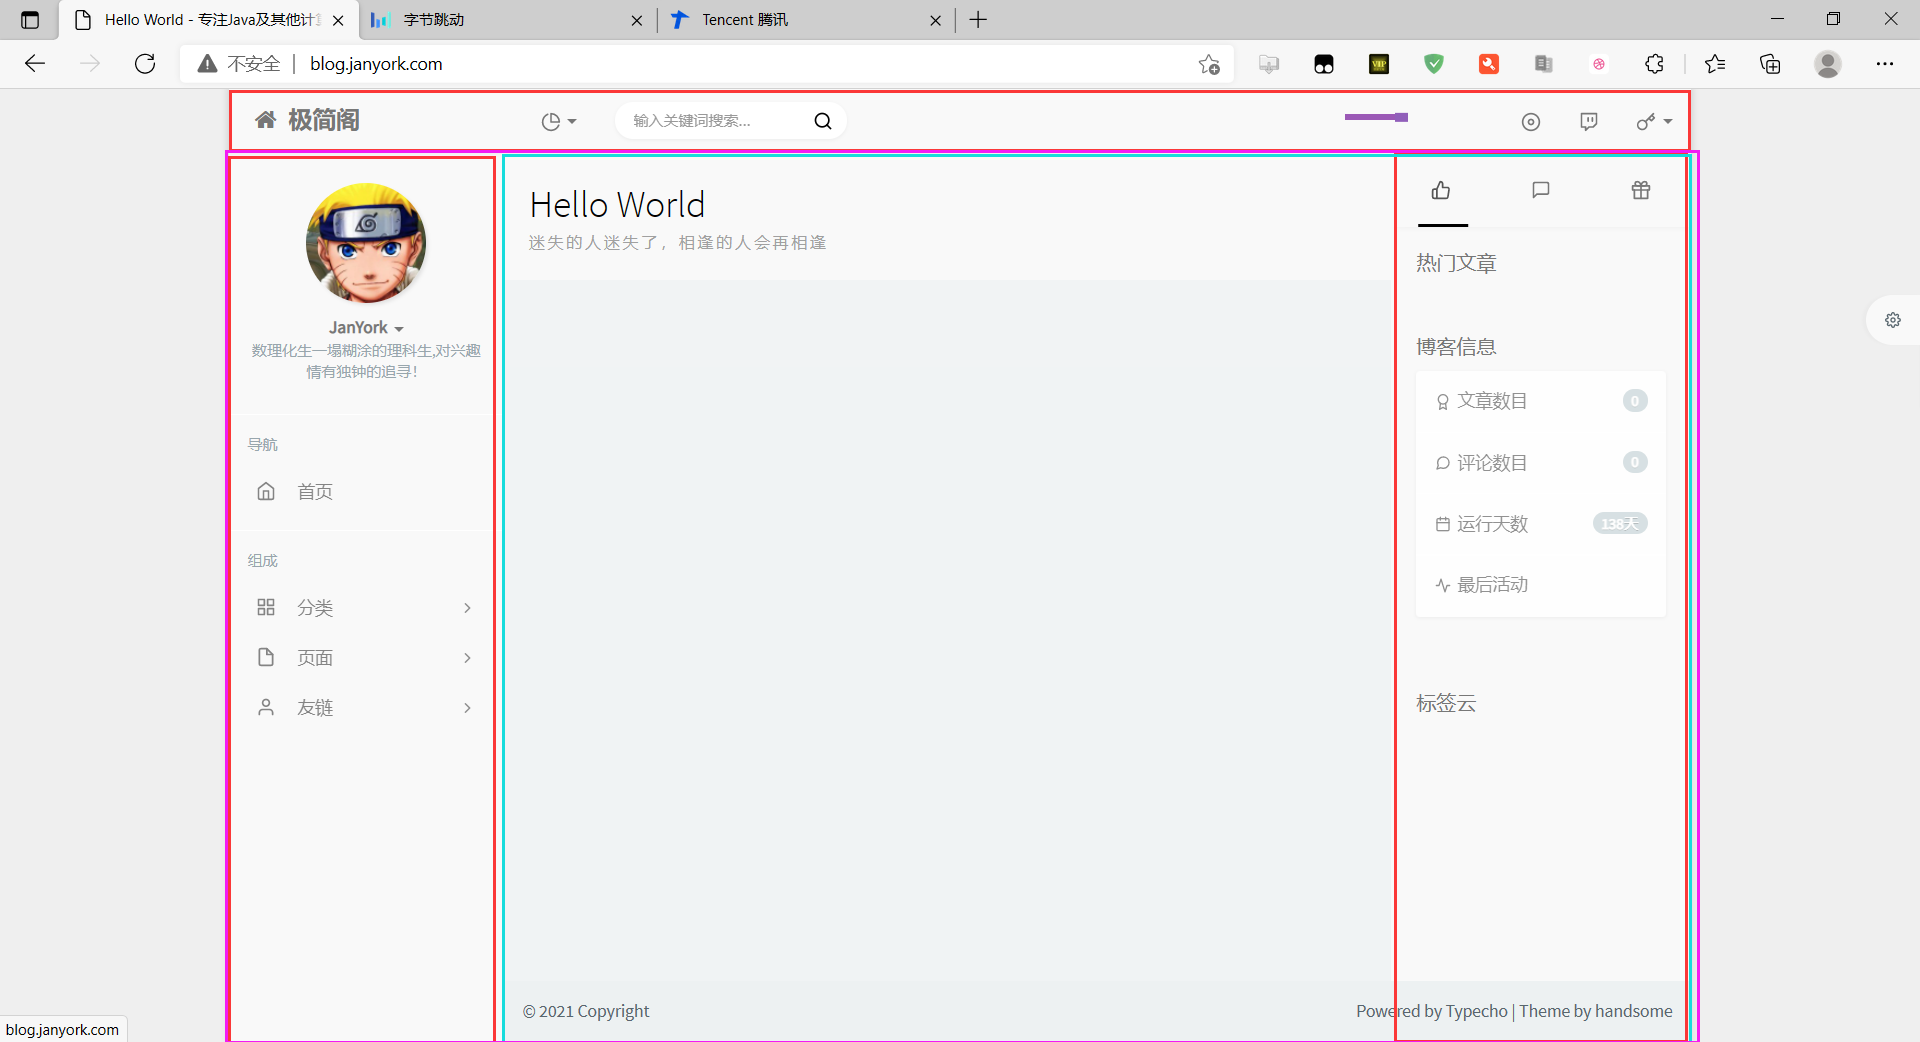 Hello World - 专注Java及其他计算
字节跳动
Tencent 腾讯
不安全
blog.janyork.com
VIP
极简阁
输入关键词搜索...
JanYork
数理化生一塌糊涂的理科生,对兴趣
情有独钟的追寻！
导航
首页
组成
分类
页面
友链
Hello World
迷失的人迷失了，相逢的人会再相逢
热门文章
博客信息
文章数目 0
评论数目 0
运行天数 138天
最后活动
标签云
© 2021 Copyright
Powered by Typecho | Theme by handsome
blog.janyork.com